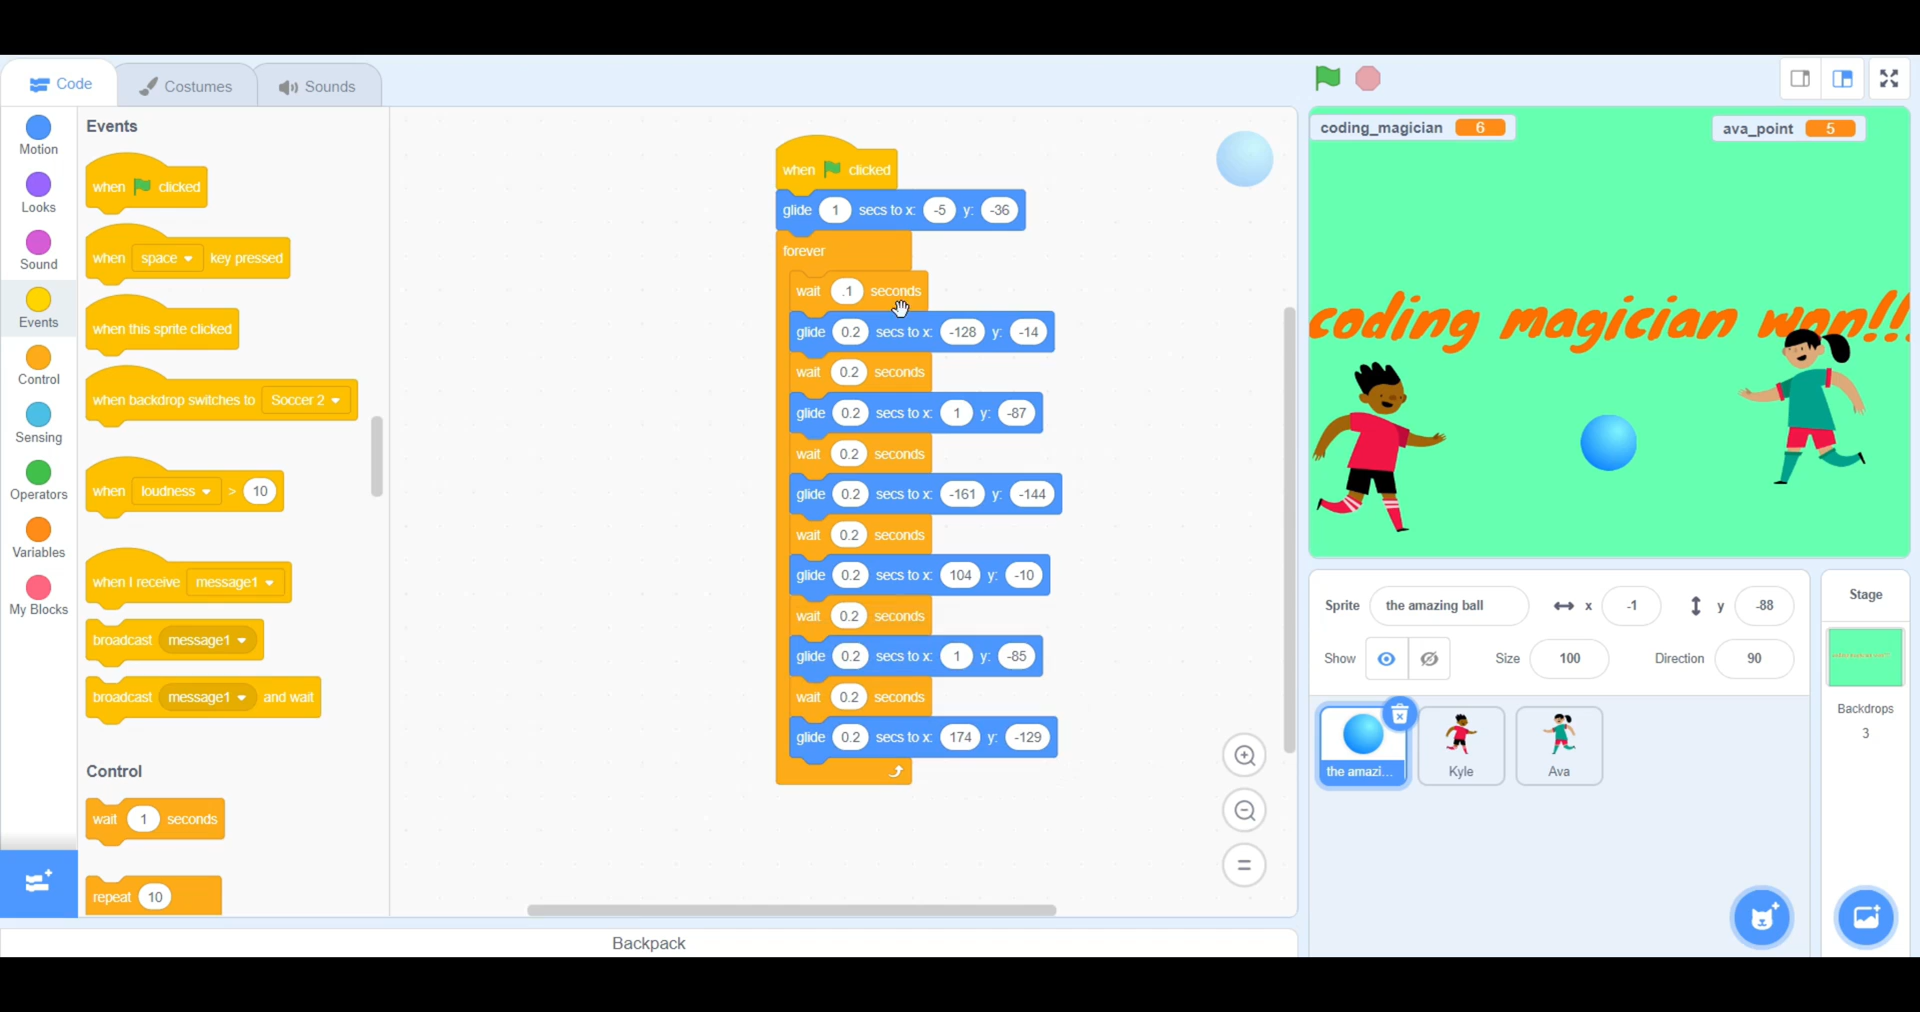 Code
Costumes
Sounds
Motion
Looks
Sound
Events
Control
Sensing
Operators
Variables
My Blocks
Events
when clicked
when space key pressed
when this sprite clicked
when backdrop switches to Soccer 2
when loudness > 10
when I receive message1
broadcast message1
broadcast message1 and wait
Control
wait 1 seconds
repeat 10
when clicked
glide 1 secs to x: -5 y: -36
forever
wait .1 seconds
glide 0.2 secs to x: -128 y: -14
wait 0.2 seconds
glide 0.2 secs to x: 1 y: -87
wait 0.2 seconds
glide 0.2 secs to x: -161 y: -144
wait 0.2 seconds
glide 0.2 secs to x: 104 y: -10
wait 0.2 seconds
glide 0.2 secs to x: 1 y: -85
wait 0.2 seconds
glide 0.2 secs to x: 174 y: -129
Backpack
coding_magician 6
ava_point 5
coding magician won!!
Sprite the amazing ball x -1 y -88
Show Size 100 Direction 90
the amazi...
Kyle
Ava
Stage
Backdrops
3